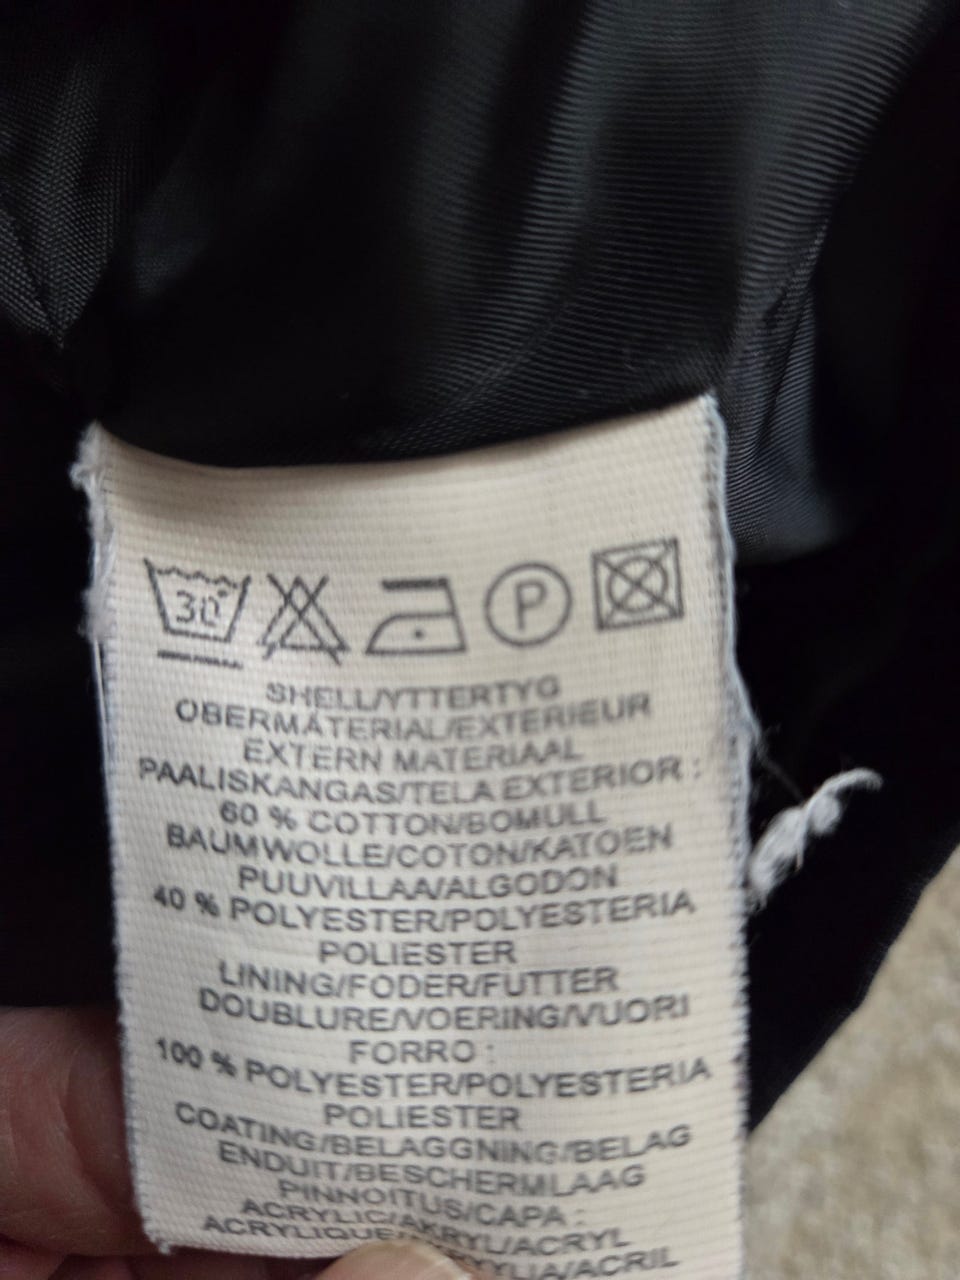 30°
P
SHELL/YTTERTYG
OBERMATERIAL/EXTERIEUR
EXTERN MATERIAAL
PAALISKANGAS/TELA EXTERIOR :
60 % COTTON/BOMULL
BAUMWOLLE/COTON/KATOEN
PUUVILLAA/ALGODON
40 % POLYESTER/POLYESTERIA
POLIESTER
LINING/FODER/FUTTER
DOUBLURE/VOERING/VUORI
FORRO :
100 % POLYESTER/POLYESTERIA
POLIESTER
COATING/BELAGGNING/BELAG
ENDUIT/BESCHERMLAAG
PINNOITUS/CAPA :
ACRYLIC/AKRYL/ACRYL